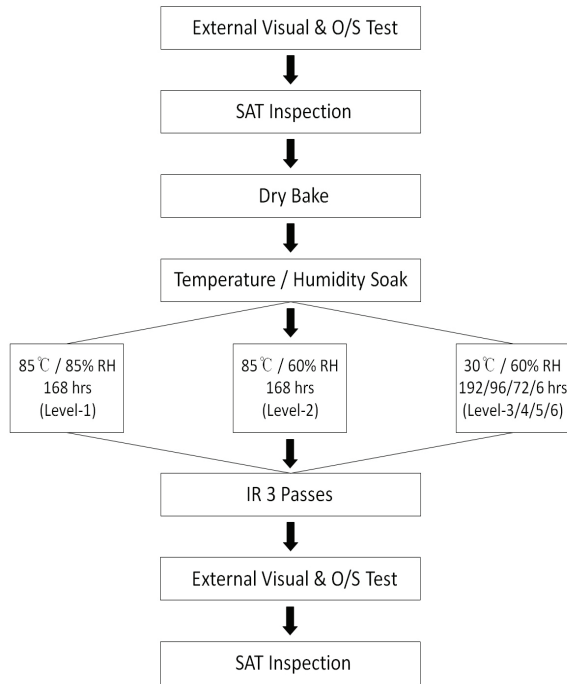 External Visual & O/S Test
SAT Inspection
Dry Bake
Temperature / Humidity Soak
85℃ / 85% RH
168 hrs
(Level-1)
85℃ / 60% RH
168 hrs
(Level-2)
30℃ / 60% RH
192/96/72/6 hrs
(Level-3/4/5/6)
IR 3 Passes
External Visual & O/S Test
SAT Inspection